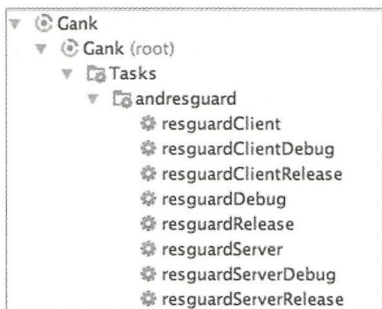 Gank
Gank (root)
Tasks
andresguard
resguardClient
resguardClientDebug
resguardClientRelease
resguardDebug
resguardRelease
resguardServer
resguardServerDebug
resguardServerRelease